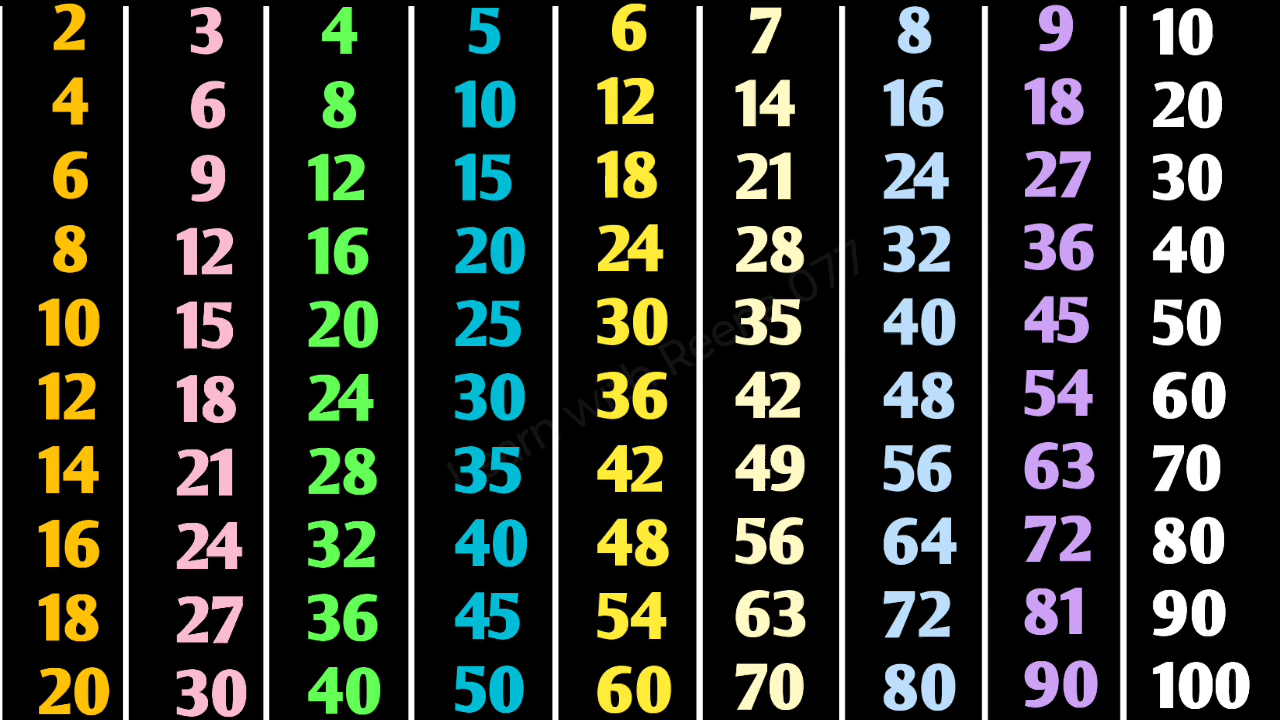 2 3 4 5 6 7 8 9 10
4 6 8 10 12 14 16 18 20
6 9 12 15 18 21 24 27 30
8 12 16 20 24 28 32 36 40
10 15 20 25 30 35 40 45 50
12 18 24 30 36 42 48 54 60
14 21 28 35 42 49 56 63 70
16 24 32 40 48 56 64 72 80
18 27 36 45 54 63 72 81 90
20 30 40 50 60 70 80 90 100
with 077